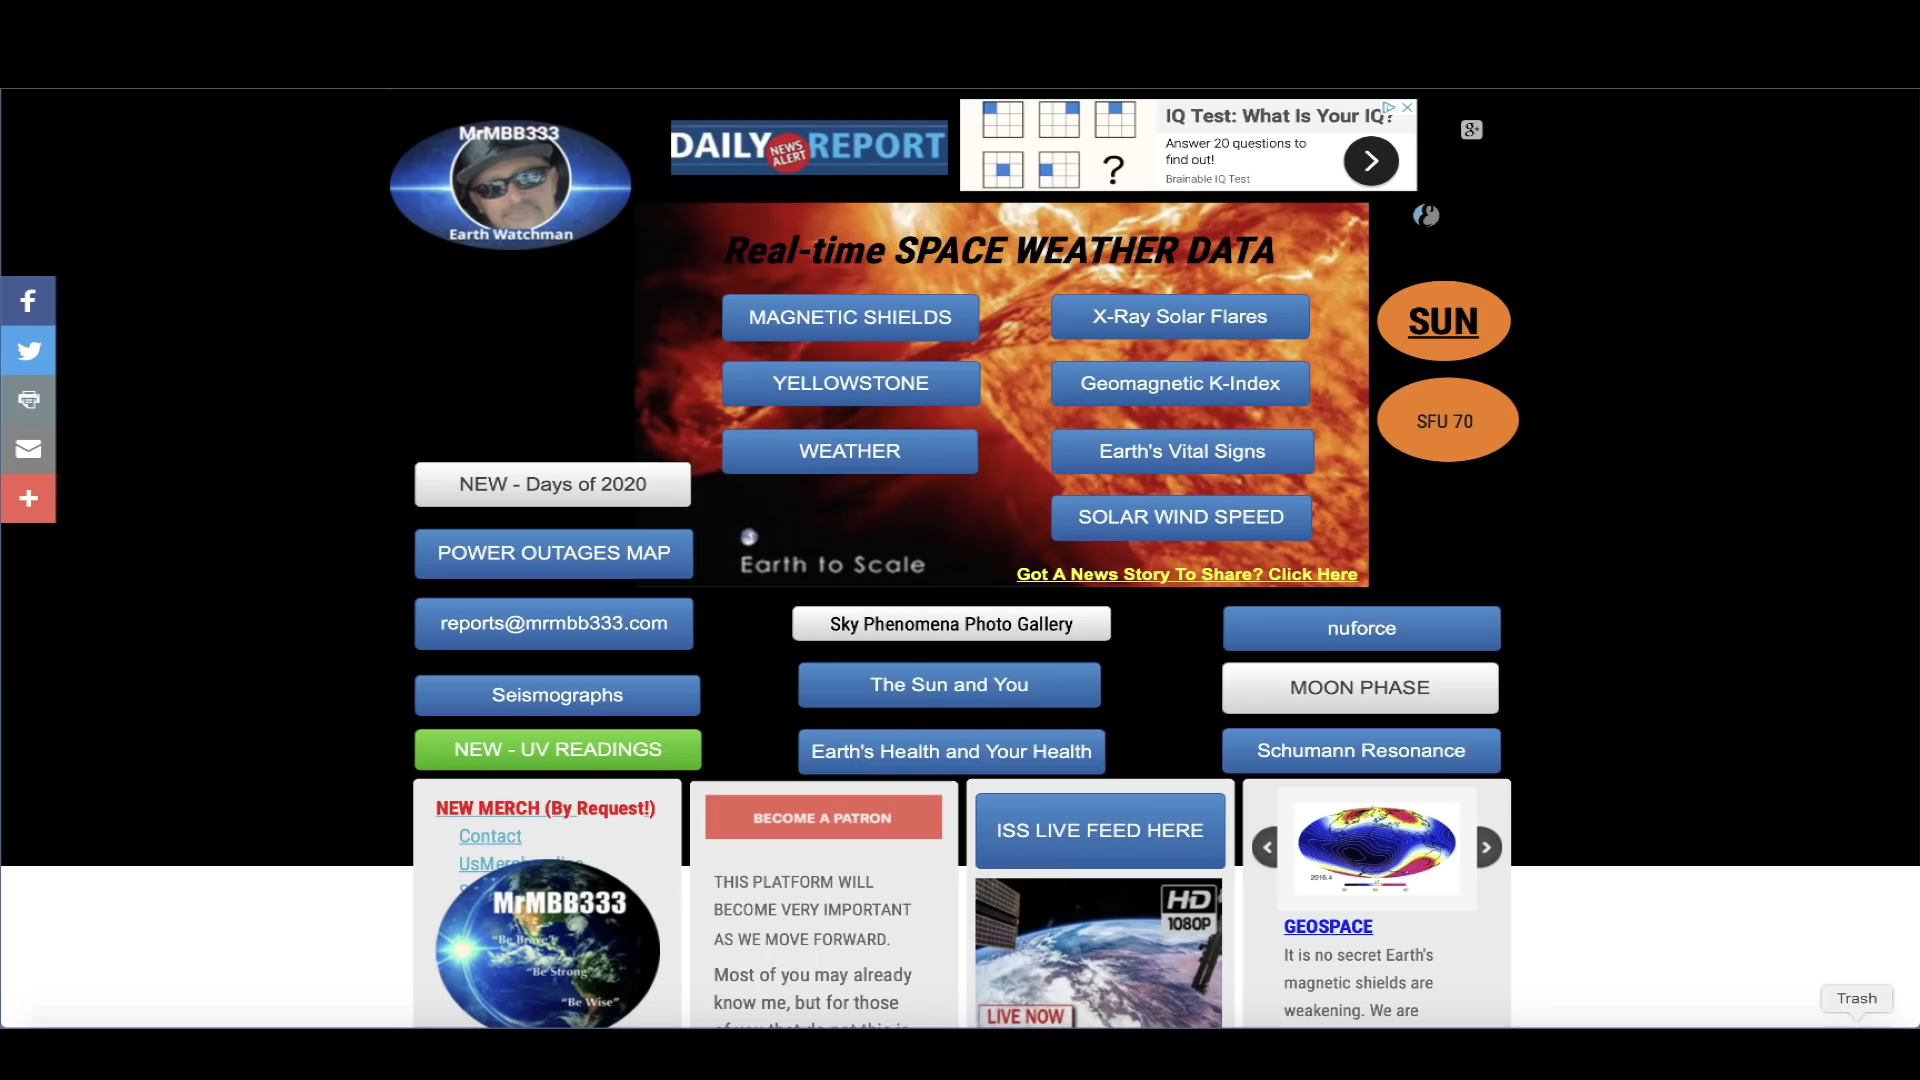 MrMBB333
Earth Watchman
DAILY NEWS ALERT REPORT
IQ Test: What Is Your IQ?
Answer 20 questions to
find out!
Brainable IQ Test
?
g+
Real-time SPACE WEATHER DATA
MAGNETIC SHIELDS
X-Ray Solar Flares
YELLOWSTONE
Geomagnetic K-Index
WEATHER
Earth's Vital Signs
SOLAR WIND SPEED
Earth to Scale
Got A News Story To Share? Click Here
SUN
SFU 70
f
NEW - Days of 2020
POWER OUTAGES MAP
reports@mrmbb333.com
Seismographs
NEW - UV READINGS
Sky Phenomena Photo Gallery
The Sun and You
Earth's Health and Your Health
nuforce
MOON PHASE
Schumann Resonance
NEW MERCH (By Request!)
Contact
MrMBB333
"Be Brave"
"Be Strong"
"Be Wise"
BECOME A PATRON
THIS PLATFORM WILL
BECOME VERY IMPORTANT
AS WE MOVE FORWARD.
Most of you may already
know me, but for those
of you that do not this is
ISS LIVE FEED HERE
HD
1080P
LIVE NOW
2016.4
GEOSPACE
It is no secret Earth's
magnetic shields are
weakening. We are
Trash